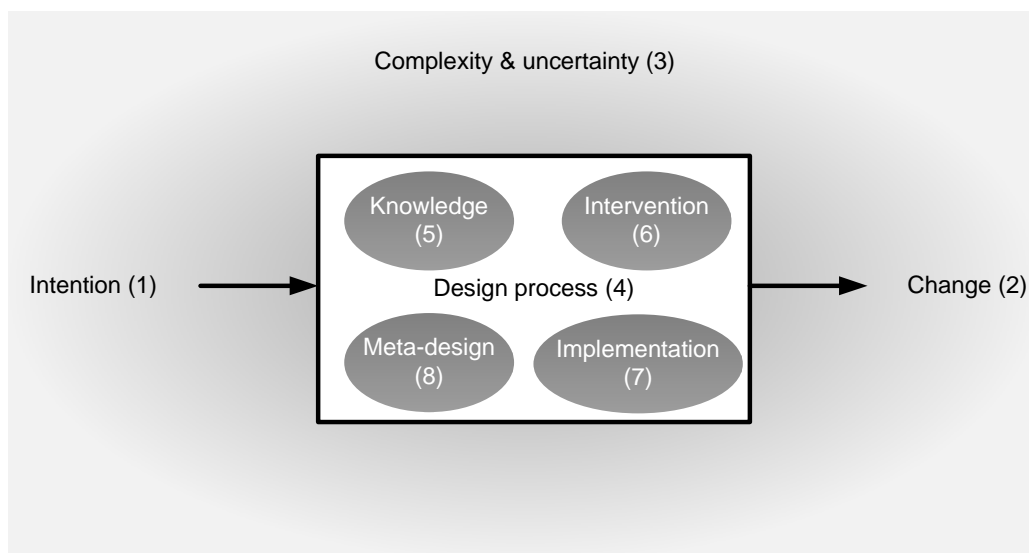 Complexity & uncertainty (3)
Knowledge
(5)
Intervention
(6)
Intention (1)
Design process (4)
Change (2)
Meta-design
(8)
Implementation
(7)